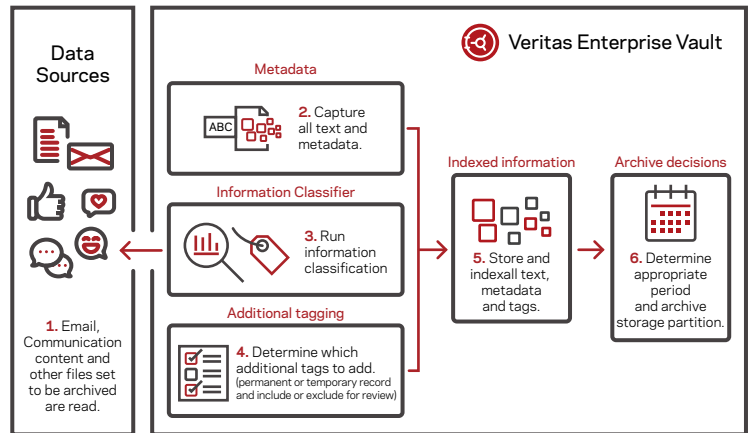 Data
Sources
1. Email,
Communication
content and
other files set
to be archived
are read.
Veritas Enterprise Vault
Metadata
ABC
2. Capture
all text and
metadata.
Information Classifier
3. Run
information
classification
Additional tagging
4. Determine which
additional tags to add.
(permanent or temporary record
and include or exclude for review)
Indexed information
5. Store and
indexall text,
metadata
and tags.
Archive decisions
6. Determine
appropriate
period
and archive
storage partition.